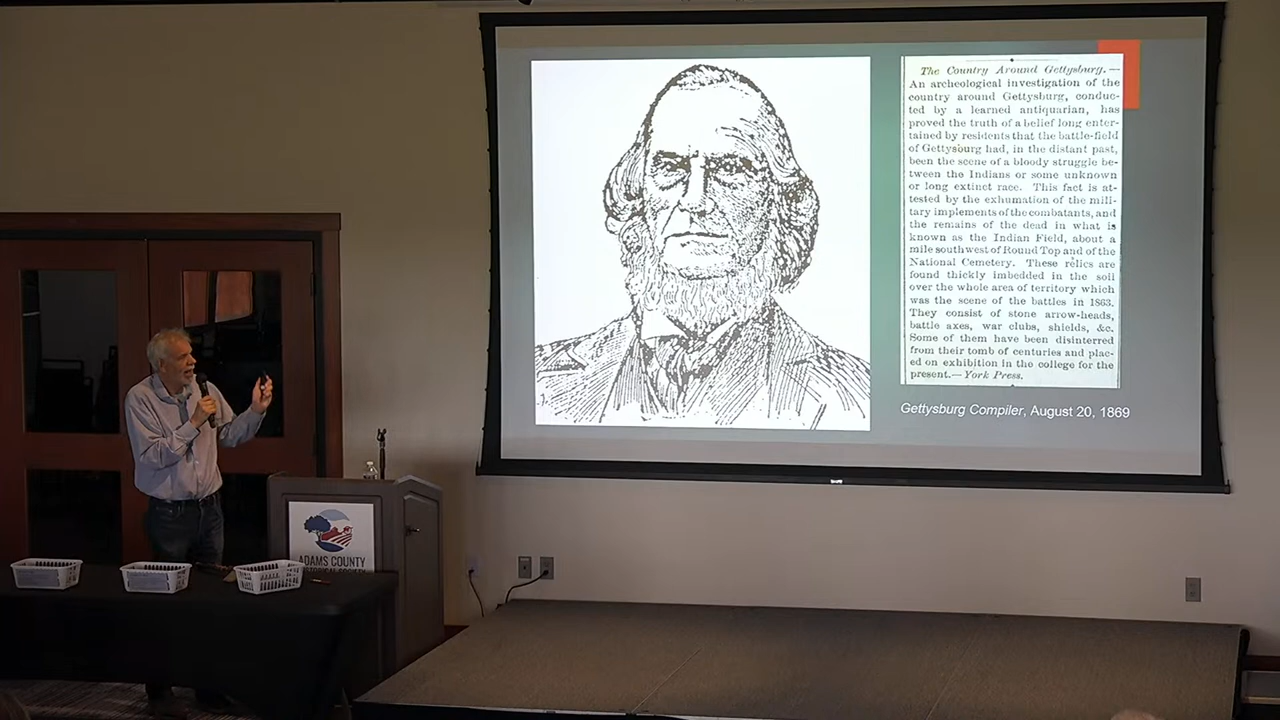 The Country Around Gettysburg.—
An archeological investigation of the
country around Gettysburg, conduc-
ted by a learned antiquarian, has
proved the truth of a belief long enter-
tained by residents that the battle-field
of Gettysburg had, in the distant past,
been the scene of a bloody struggle be-
tween the Indians or some unknown
or long extinct race. This fact is at-
tested by the exhumation of the mili-
tary implements of the combatants, and
the remains of the dead in what is
known as the Indian Field, about a
mile southwest of Round Top and of the
National Cemetery. These relics are
found thickly imbedded in the soil
over the whole area of territory which
was the scene of the battles in 1863.
They consist of stone arrow-heads,
battle axes, war clubs, shields, &c.
Some of them have been disinterred
from their tomb of centuries and plac-
ed on exhibition in the college for the
present.—York Press.
Gettysburg Compiler, August 20, 1869
ADAMS COUNTY